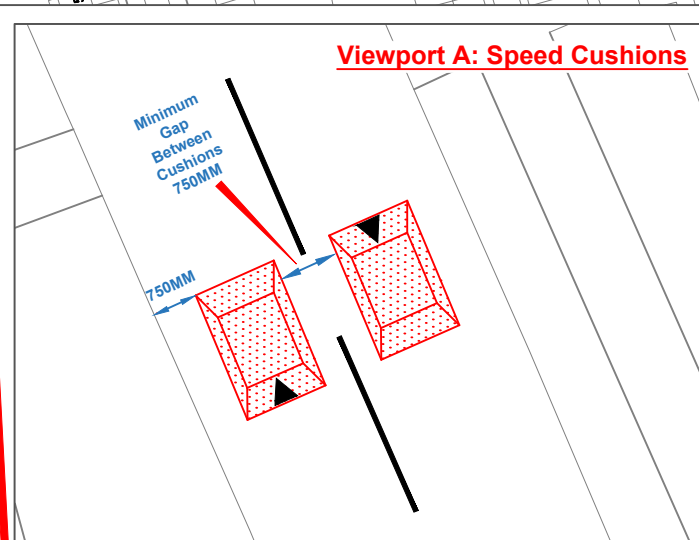 Viewport A: Speed Cushions
Minimum
Gap
Between
Cushions
750MM
750MM